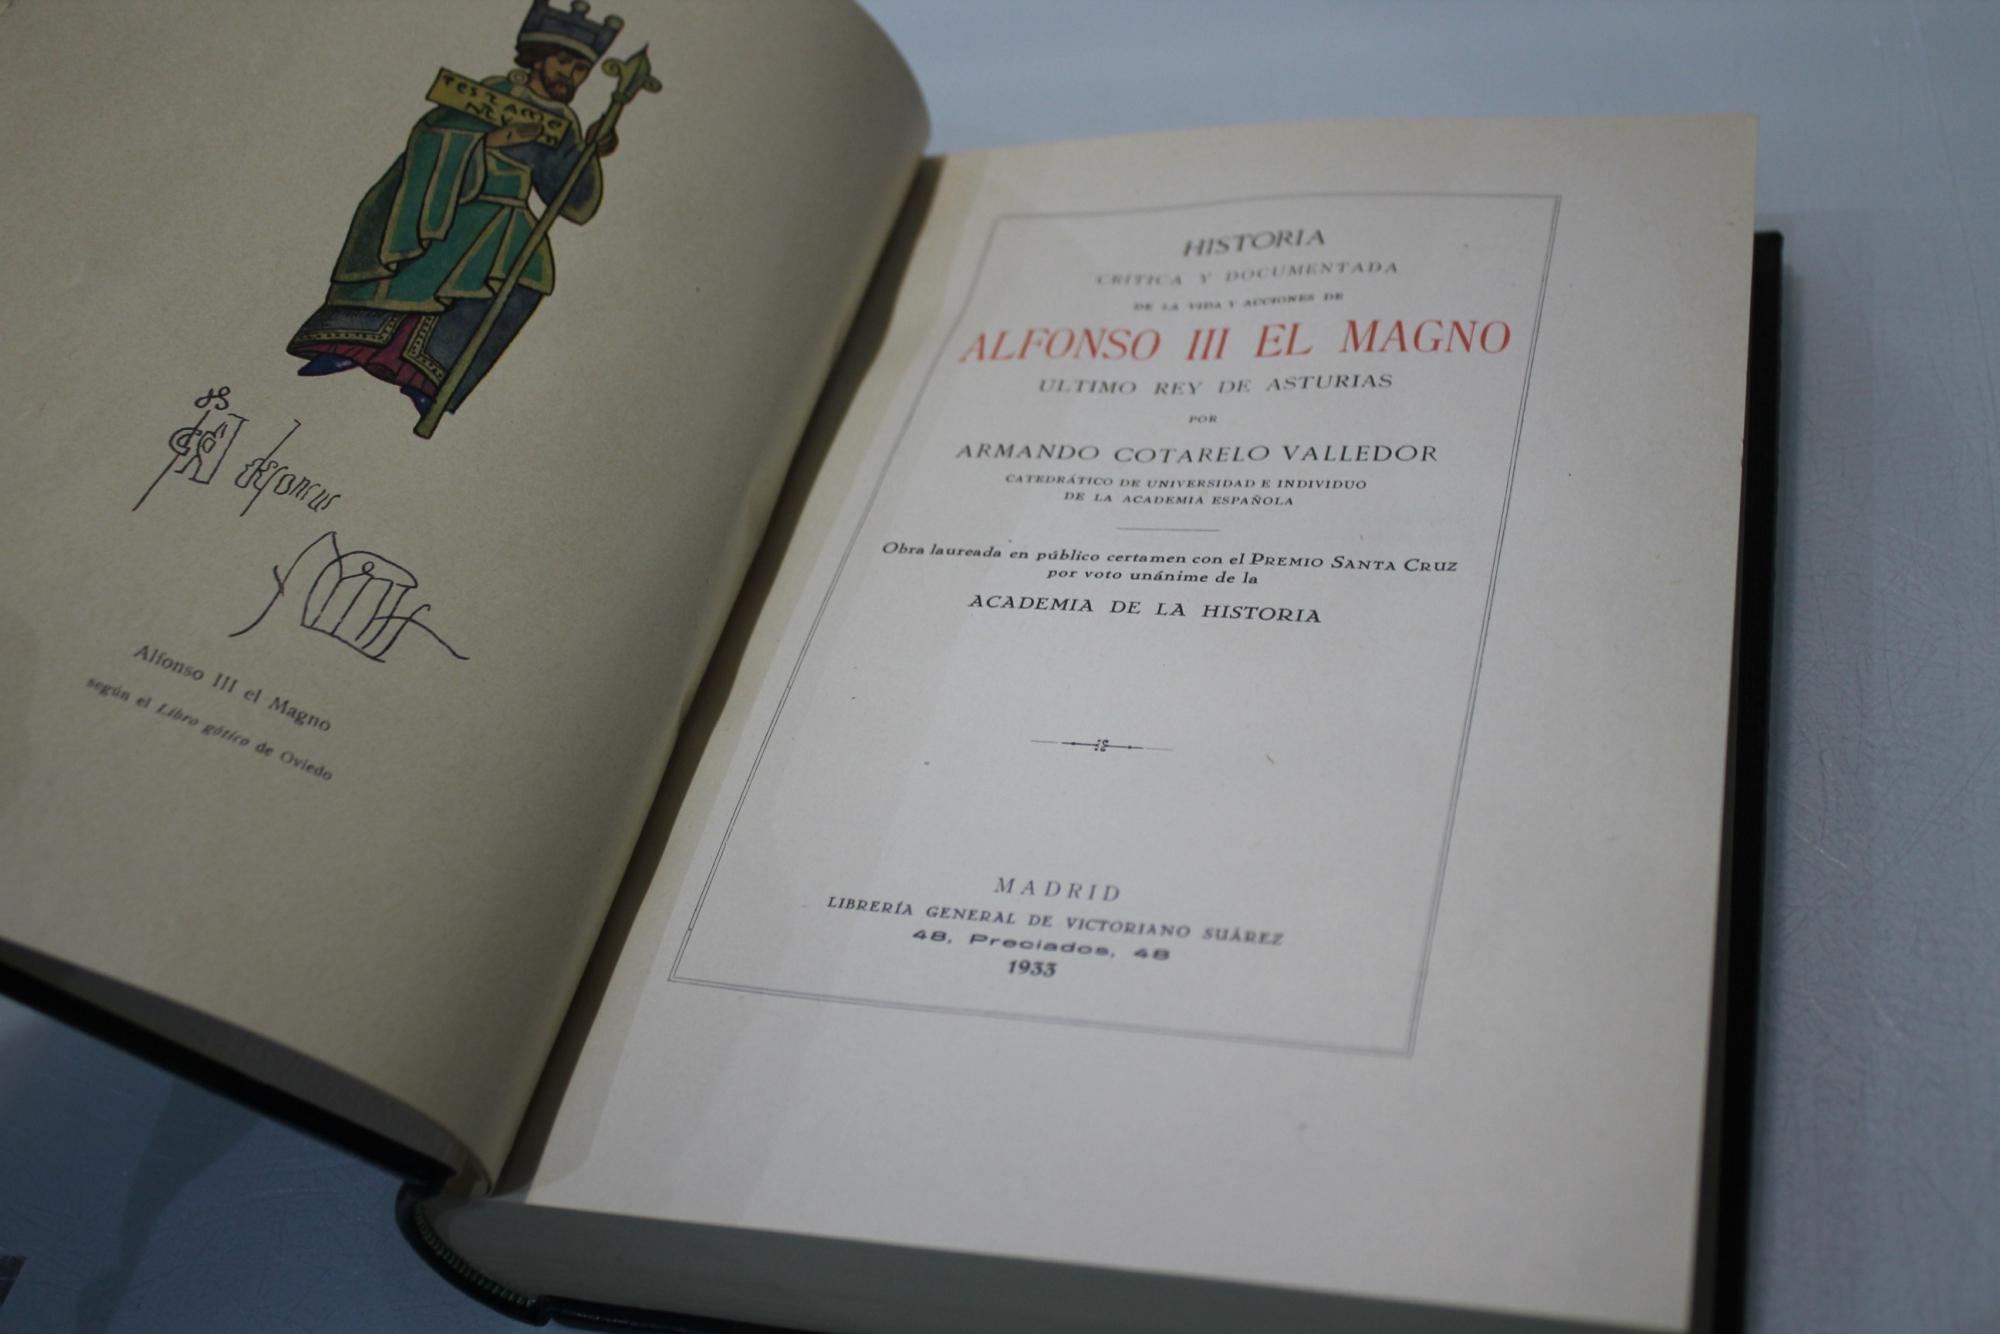 TESTAME
NTVM
Alfonso III el Magno
según el Libro gótico de Oviedo
HISTORIA
CRÍTICA Y DOCUMENTADA
DE LA VIDA Y ACCIONES DE
ALFONSO III EL MAGNO
ULTIMO REY DE ASTURIAS
POR
ARMANDO COTARELO VALLEDOR
CATEDRÁTICO DE UNIVERSIDAD E INDIVIDUO
DE LA ACADEMIA ESPAÑOLA
Obra laureada en público certamen con el PREMIO SANTA CRUZ
por voto unánime de la
ACADEMIA DE LA HISTORIA
MADRID
LIBRERÍA GENERAL DE VICTORIANO SUÁREZ
48, Preciados, 48
1933